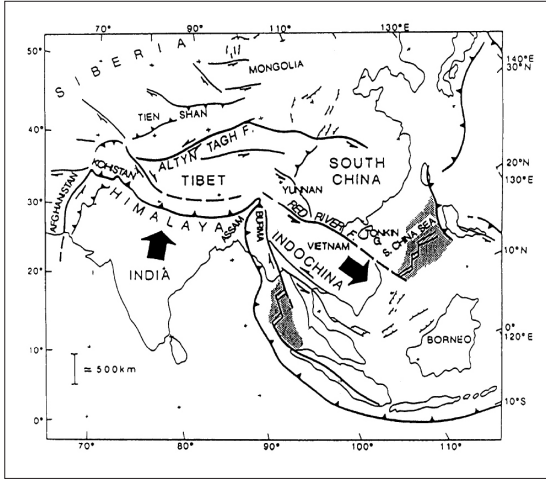 70°
90°
110°
130°
50°
140°E
30°N
SIBERIA
MONGOLIA
TIEN SHAN
40°
ALTYN TAGH F.
20°N
130°E
KOHISTAN
TIBET
SOUTH
CHINA
YUNNAN
AFGHANISTAN
30°
HIMALAYA
ASSAM
BURMA
RED RIVER F.
TONKIN
G.
S. CHINA SEA
10°N
VIETNAM
INDOCHINA
INDIA
20°
0°
120°E
BORNEO
10°
≃ 500km
10°S
0°
70°
80°
90°
100°
110°